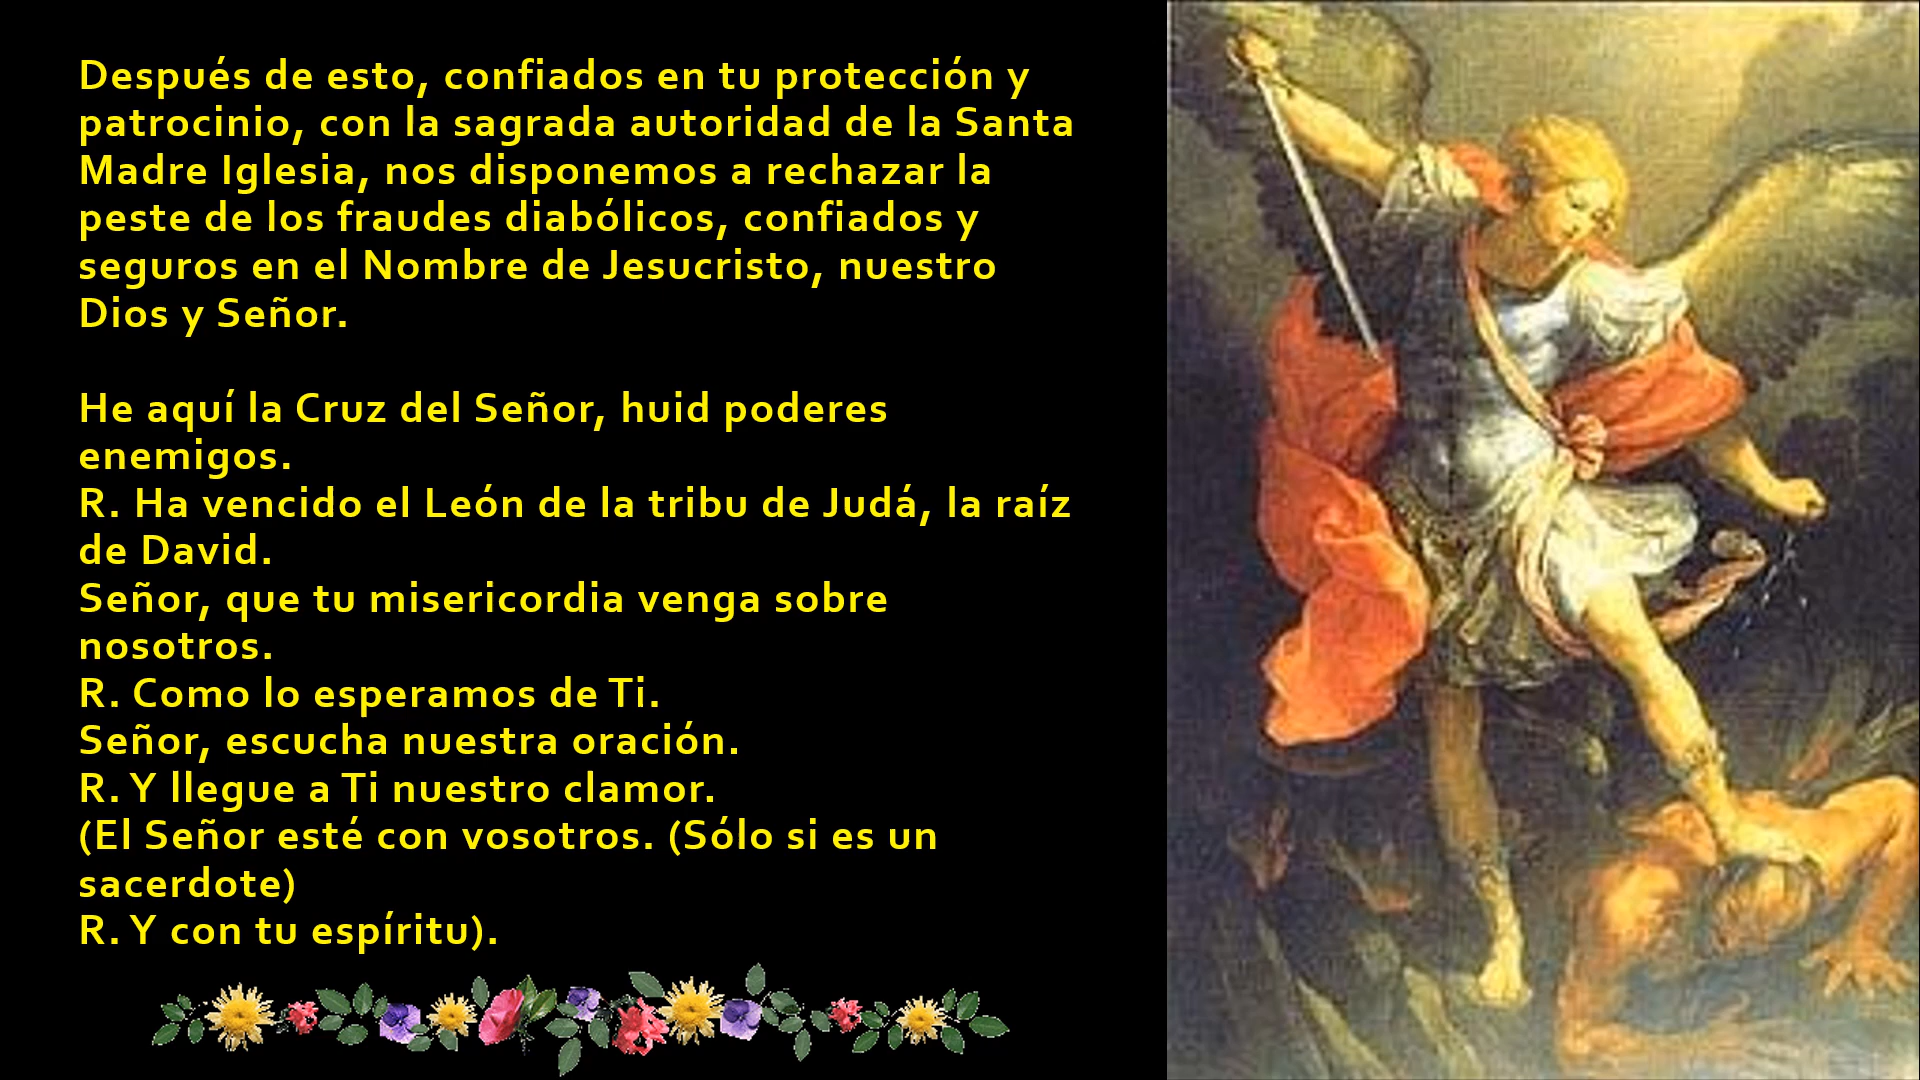 Después de esto, confiados en tu protección y
patrocinio, con la sagrada autoridad de la Santa
Madre Iglesia, nos disponemos a rechazar la
peste de los fraudes diabólicos, confiados y
seguros en el Nombre de Jesucristo, nuestro
Dios y Señor.
He aquí la Cruz del Señor, huid poderes
enemigos.
R. Ha vencido el León de la tribu de Judá, la raíz
de David.
Señor, que tu misericordia venga sobre
nosotros.
R. Como lo esperamos de Ti.
Señor, escucha nuestra oración.
R. Y llegue a Ti nuestro clamor.
(El Señor esté con vosotros. (Sólo si es un
sacerdote)
R. Y con tu espíritu).